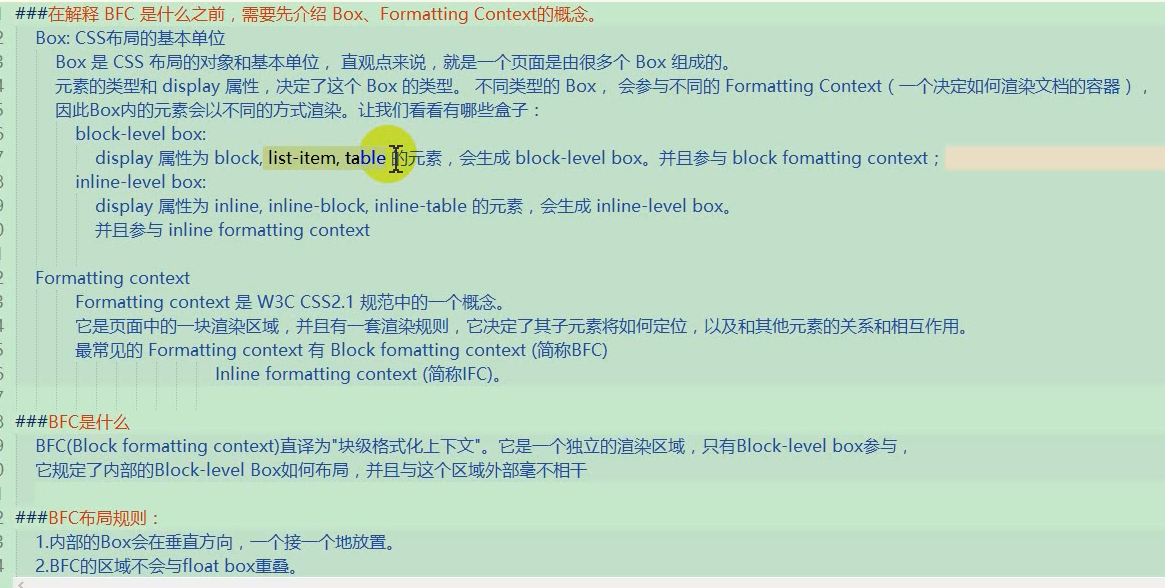 ###在解释 BFC 是什么之前，需要先介绍 Box、Formatting Context的概念。
Box: CSS布局的基本单位
Box 是 CSS 布局的对象和基本单位， 直观点来说，就是一个页面是由很多个 Box 组成的。
元素的类型和 display 属性，决定了这个 Box 的类型。 不同类型的 Box， 会参与不同的 Formatting Context（一个决定如何渲染文档的容器），
因此Box内的元素会以不同的方式渲染。让我们看看有哪些盒子：
block-level box:
display 属性为 block, list-item, table 的元素，会生成 block-level box。并且参与 block fomatting context；
inline-level box:
display 属性为 inline, inline-block, inline-table 的元素，会生成 inline-level box。
并且参与 inline formatting context
Formatting context
Formatting context 是 W3C CSS2.1 规范中的一个概念。
它是页面中的一块渲染区域，并且有一套渲染规则，它决定了其子元素将如何定位，以及和其他元素的关系和相互作用。
最常见的 Formatting context 有 Block fomatting context (简称BFC)
Inline formatting context (简称IFC)。
###BFC是什么
BFC(Block formatting context)直译为"块级格式化上下文"。它是一个独立的渲染区域，只有Block-level box参与，
它规定了内部的Block-level Box如何布局，并且与这个区域外部毫不相干
###BFC布局规则：
1.内部的Box会在垂直方向，一个接一个地放置。
2.BFC的区域不会与float box重叠。